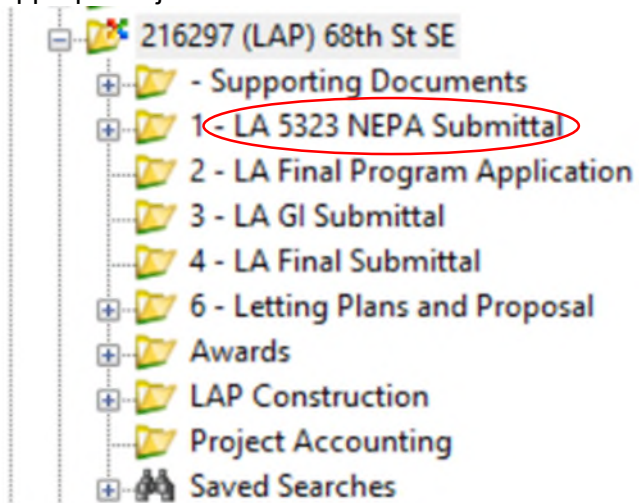 216297 (LAP) 68th St SE
- Supporting Documents
1 - LA 5323 NEPA Submittal
2 - LA Final Program Application
3 - LA GI Submittal
4 - LA Final Submittal
6 - Letting Plans and Proposal
Awards
LAP Construction
Project Accounting
Saved Searches